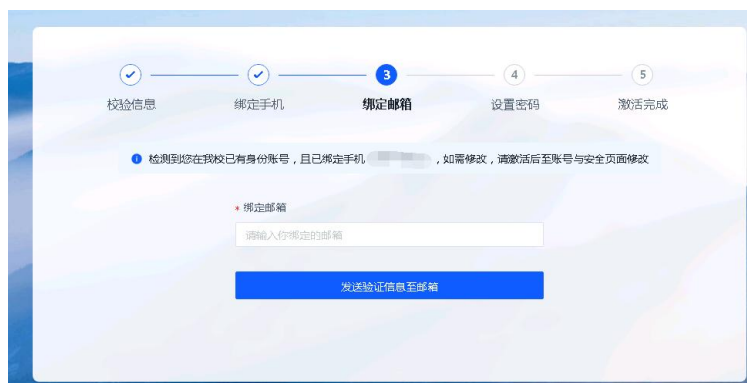 3 4 5
校验信息 绑定手机 绑定邮箱 设置密码 激活完成
检测到您在我校已有身份账号,且已绑定手机 ,如需修改,请激活后至账号与安全页面修改
* 绑定邮箱
请输入你绑定的邮箱
发送验证信息至邮箱